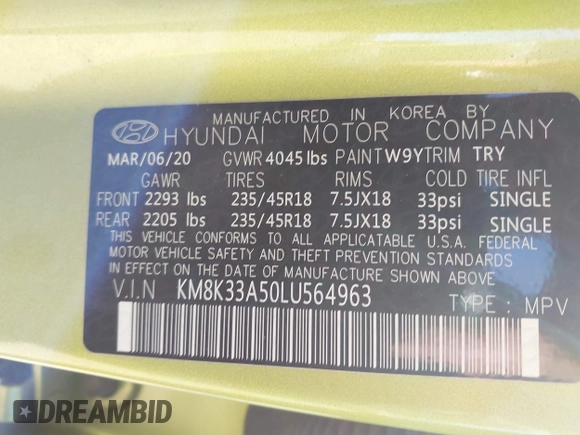 MANUFACTURED IN KOREA BY
HYUNDAI MOTOR COMPANY
MAR/06/20 GVWR 4045 lbs PAINT W9Y TRIM TRY
GAWR TIRES RIMS COLD TIRE INFL
FRONT 2293 lbs 235/45R18 7.5JX18 33psi SINGLE
REAR 2205 lbs 235/45R18 7.5JX18 33psi SINGLE
THIS VEHICLE CONFORMS TO ALL APPLICABLE U.S.A. FEDERAL
MOTOR VEHICLE SAFETY AND THEFT PREVENTION STANDARDS
IN EFFECT ON THE DATE OF MANUFACTURE SHOWN ABOVE
V.I.N KM8K33A50LU564963 TYPE : MPV
DREAMBID